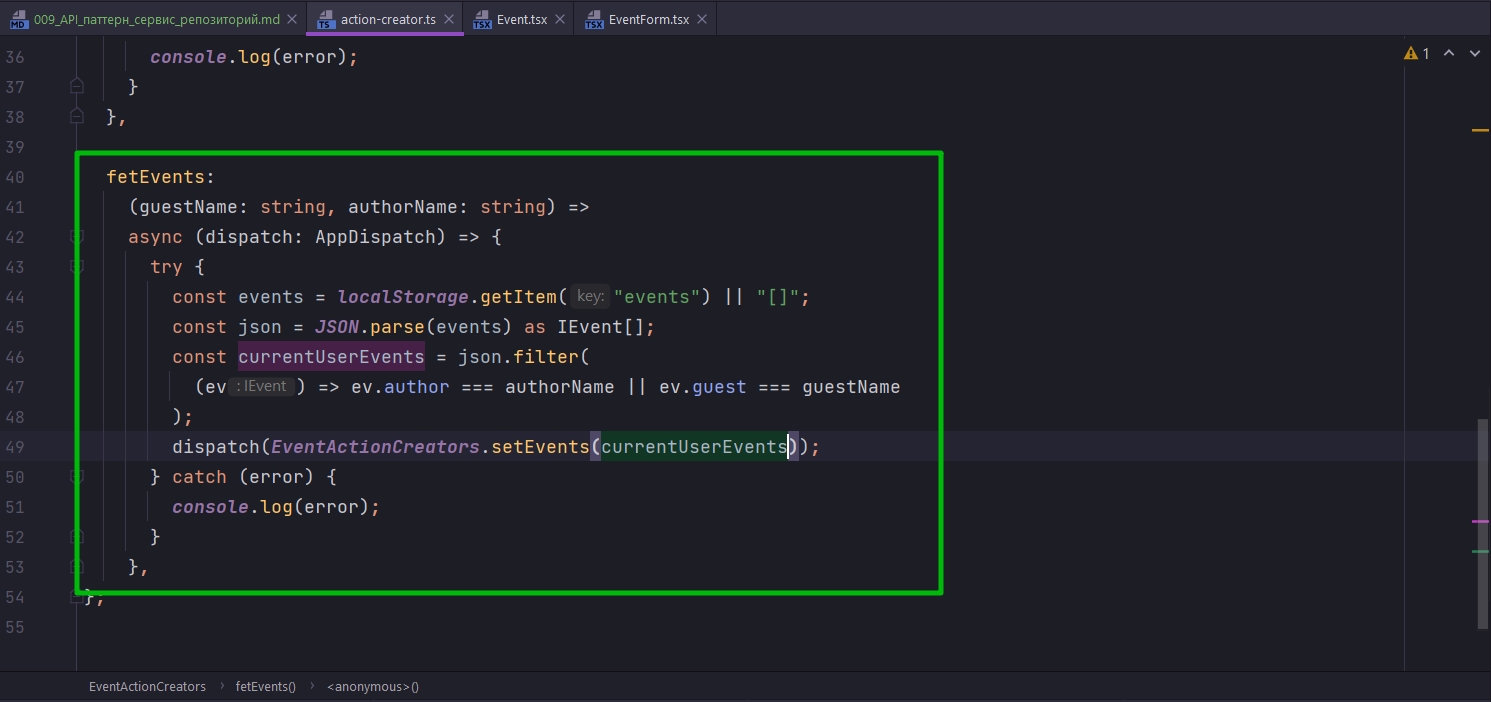 MD 009_API_паттерн_сервис_репозиторий.md TS action-creator.ts TSX Event.tsx TSX EventForm.tsx
36 console.log(error);
1
37 }
38 },
39
40 fetEvents:
41 (guestName: string, authorName: string) =>
42 async (dispatch: AppDispatch) => {
43 try {
44 const events = localStorage.getItem( key: "events") || "[]";
45 const json = JSON.parse(events) as IEvent[];
46 const currentUserEvents = json.filter(
47 (ev : IEvent ) => ev.author === authorName || ev.guest === guestName
48 );
49 dispatch(EventActionCreators.setEvents(currentUserEvents));
50 } catch (error) {
51 console.log(error);
52 }
53 },
54 };
55
EventActionCreators › fetEvents() › <anonymous>()